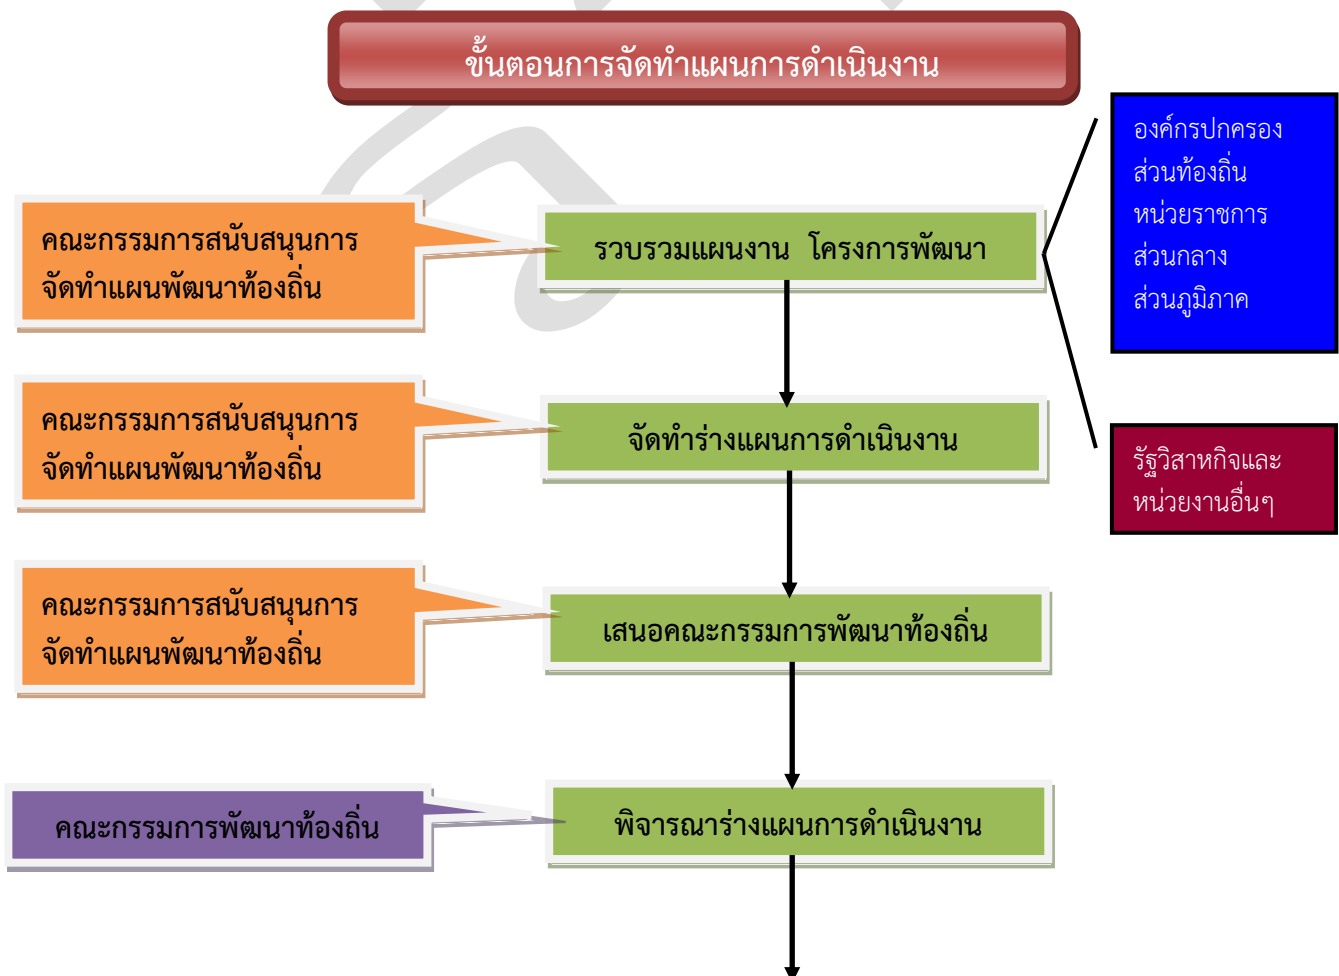 ขั้นตอนการจัดทำแผนการดำเนินงาน
องค์กรปกครอง
ส่วนท้องถิ่น
หน่วยราชการ
ส่วนกลาง
ส่วนภูมิภาค
คณะกรรมการสนับสนุนการ
จัดทำแผนพัฒนาท้องถิ่น
รวบรวมแผนงาน โครงการพัฒนา
คณะกรรมการสนับสนุนการ
จัดทำแผนพัฒนาท้องถิ่น
จัดทำร่างแผนการดำเนินงาน
รัฐวิสาหกิจและ
หน่วยงานอื่นๆ
คณะกรรมการสนับสนุนการ
จัดทำแผนพัฒนาท้องถิ่น
เสนอคณะกรรมการพัฒนาท้องถิ่น
คณะกรรมการพัฒนาท้องถิ่น
พิจารณาร่างแผนการดำเนินงาน